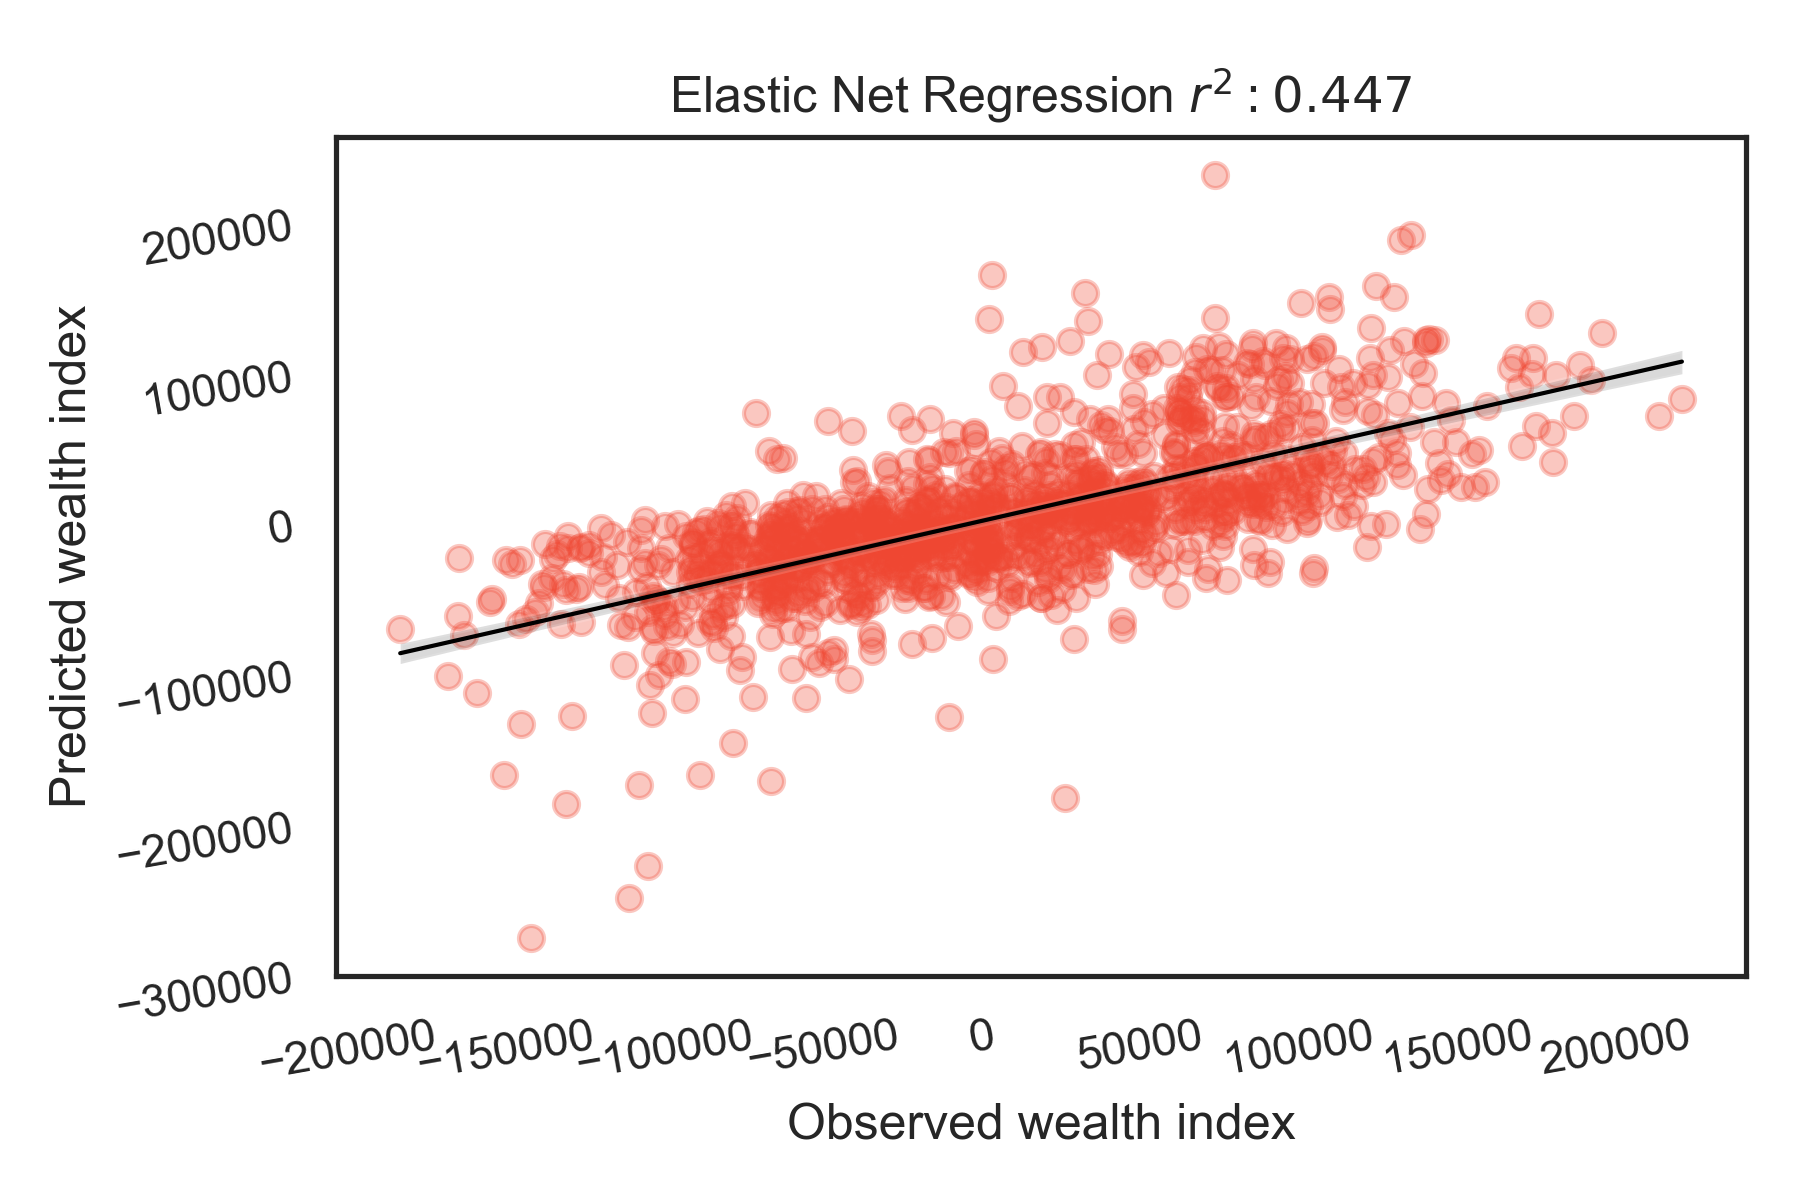 Elastic Net Regression r² : 0.447
Predicted wealth index
200000
100000
0
−100000
−200000
−300000
−200000 −150000 −100000 −50000 0 50000 100000 150000 200000
Observed wealth index